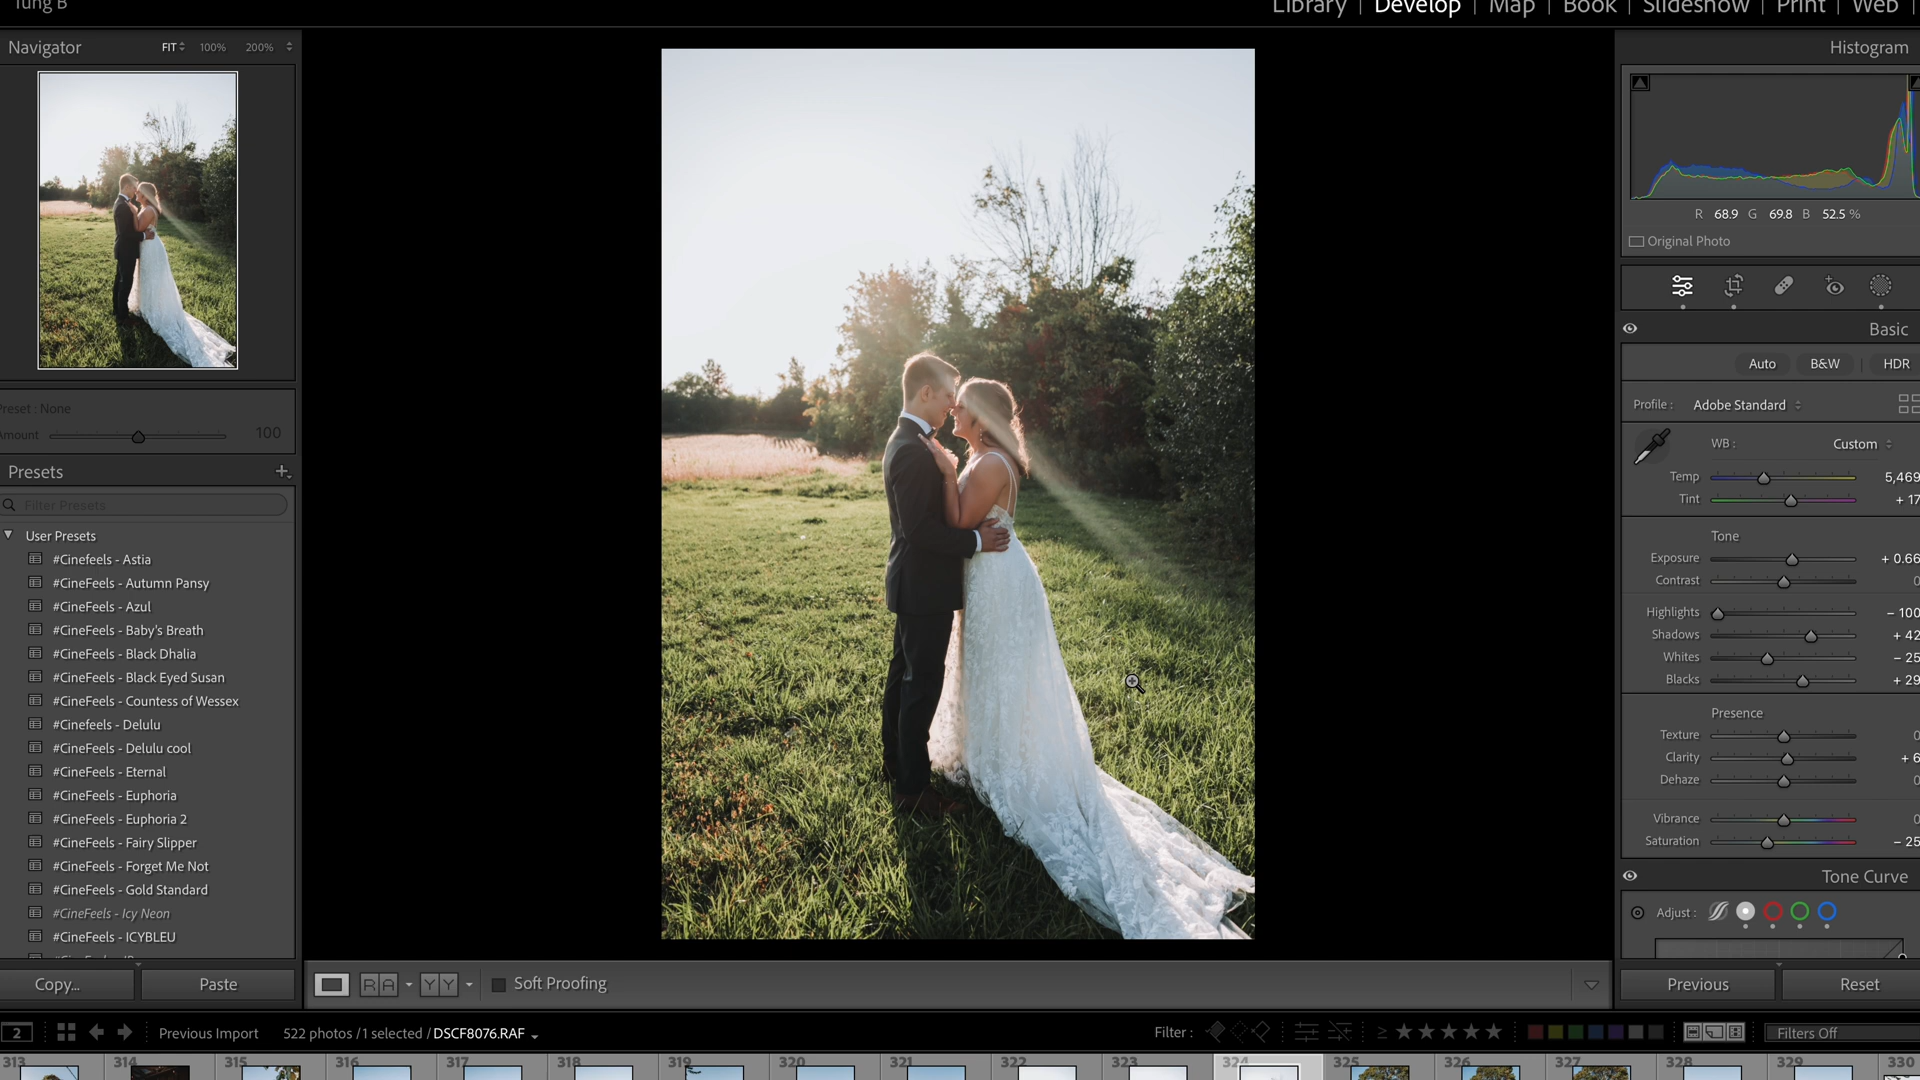 Tung B
Library | Develop | Map | Book | Slideshow | Print | Web |
Navigator FIT 100% 200%
Histogram
R 68.9 G 69.8 B 52.5 %
Original Photo
Basic
Auto B&W HDR
Profile : Adobe Standard
WB : Custom
Temp 5,469
Tint + 17
Tone
Exposure + 0.66
Contrast 0
Highlights – 100
Shadows + 42
Whites – 25
Blacks + 29
Presence
Texture 0
Clarity + 6
Dehaze 0
Vibrance 0
Saturation – 25
Tone Curve
Adjust :
Preset : None
Amount 100
Presets +
Filter Presets
User Presets
#Cinefeels - Astia
#CineFeels - Autumn Pansy
#CineFeels - Azul
#CineFeels - Baby's Breath
#CineFeels - Black Dhalia
#CineFeels - Black Eyed Susan
#CineFeels - Countess of Wessex
#Cinefeels - Delulu
#CineFeels - Delulu cool
#CineFeels - Eternal
#CineFeels - Euphoria
#CineFeels - Euphoria 2
#CineFeels - Fairy Slipper
#CineFeels - Forget Me Not
#CineFeels - Gold Standard
#CineFeels - Icy Neon
#CineFeels - ICYBLEU
Copy... Paste
R A Y Y Soft Proofing
Previous Reset
2 Previous Import 522 photos / 1 selected / DSCF8076.RAF Filter : Filters Off
313 314 315 316 317 318 319 320 321 322 323 324 325 326 327 328 329 330